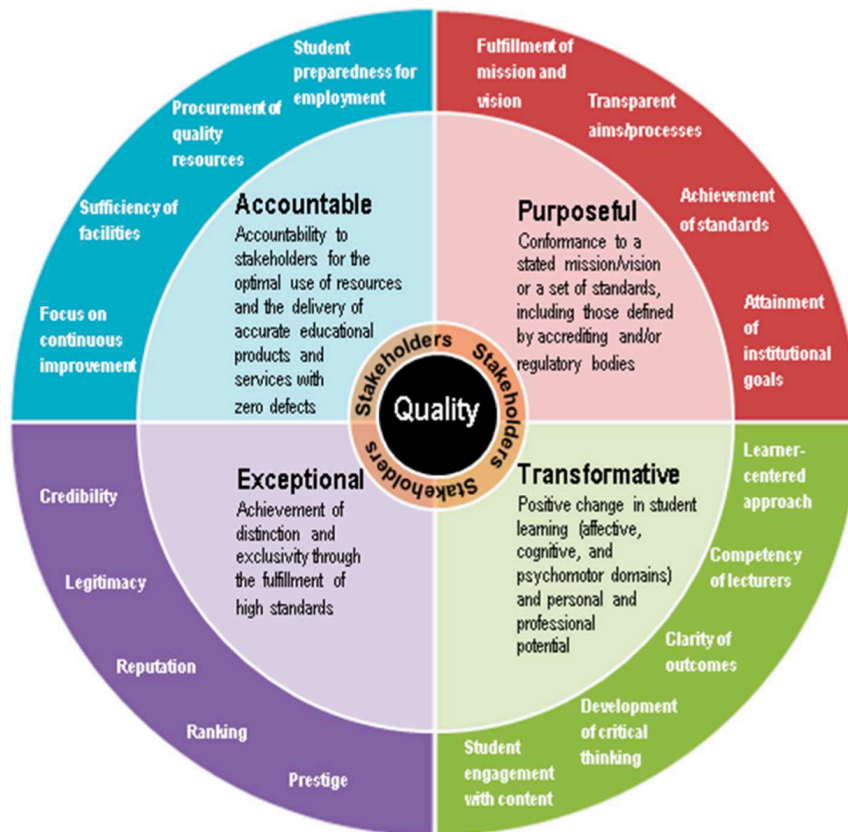 Student
preparedness for
employment
Procurement of
quality
resources
Sufficiency of
facilities
Focus on
continuous
improvement
Accountable
Accountability to
stakeholders for the
optimal use of resources
and the delivery of
accurate educational
products and
services with
zero defects
Fulfillment of
mission and
vision
Transparent
aims/processes
Achievement
of standards
Attainment
of
institutional
goals
Purposeful
Conformance to a
stated mission/vision
or a set of standards,
including those defined
by accrediting and/or
regulatory bodies
Stakeholders
Stakeholders
Stakeholders
Quality
Exceptional
Achievement of
distinction and
exclusivity through
the fulfillment of
high standards
Credibility
Legitimacy
Reputation
Ranking
Prestige
Transformative
Positive change in student
learning (affective,
cognitive, and
psychomotor domains)
and personal and
professional
potential
Learner-
centered
approach
Competency
of lecturers
Clarity of
outcomes
Development
of critical
thinking
Student
engagement
with content